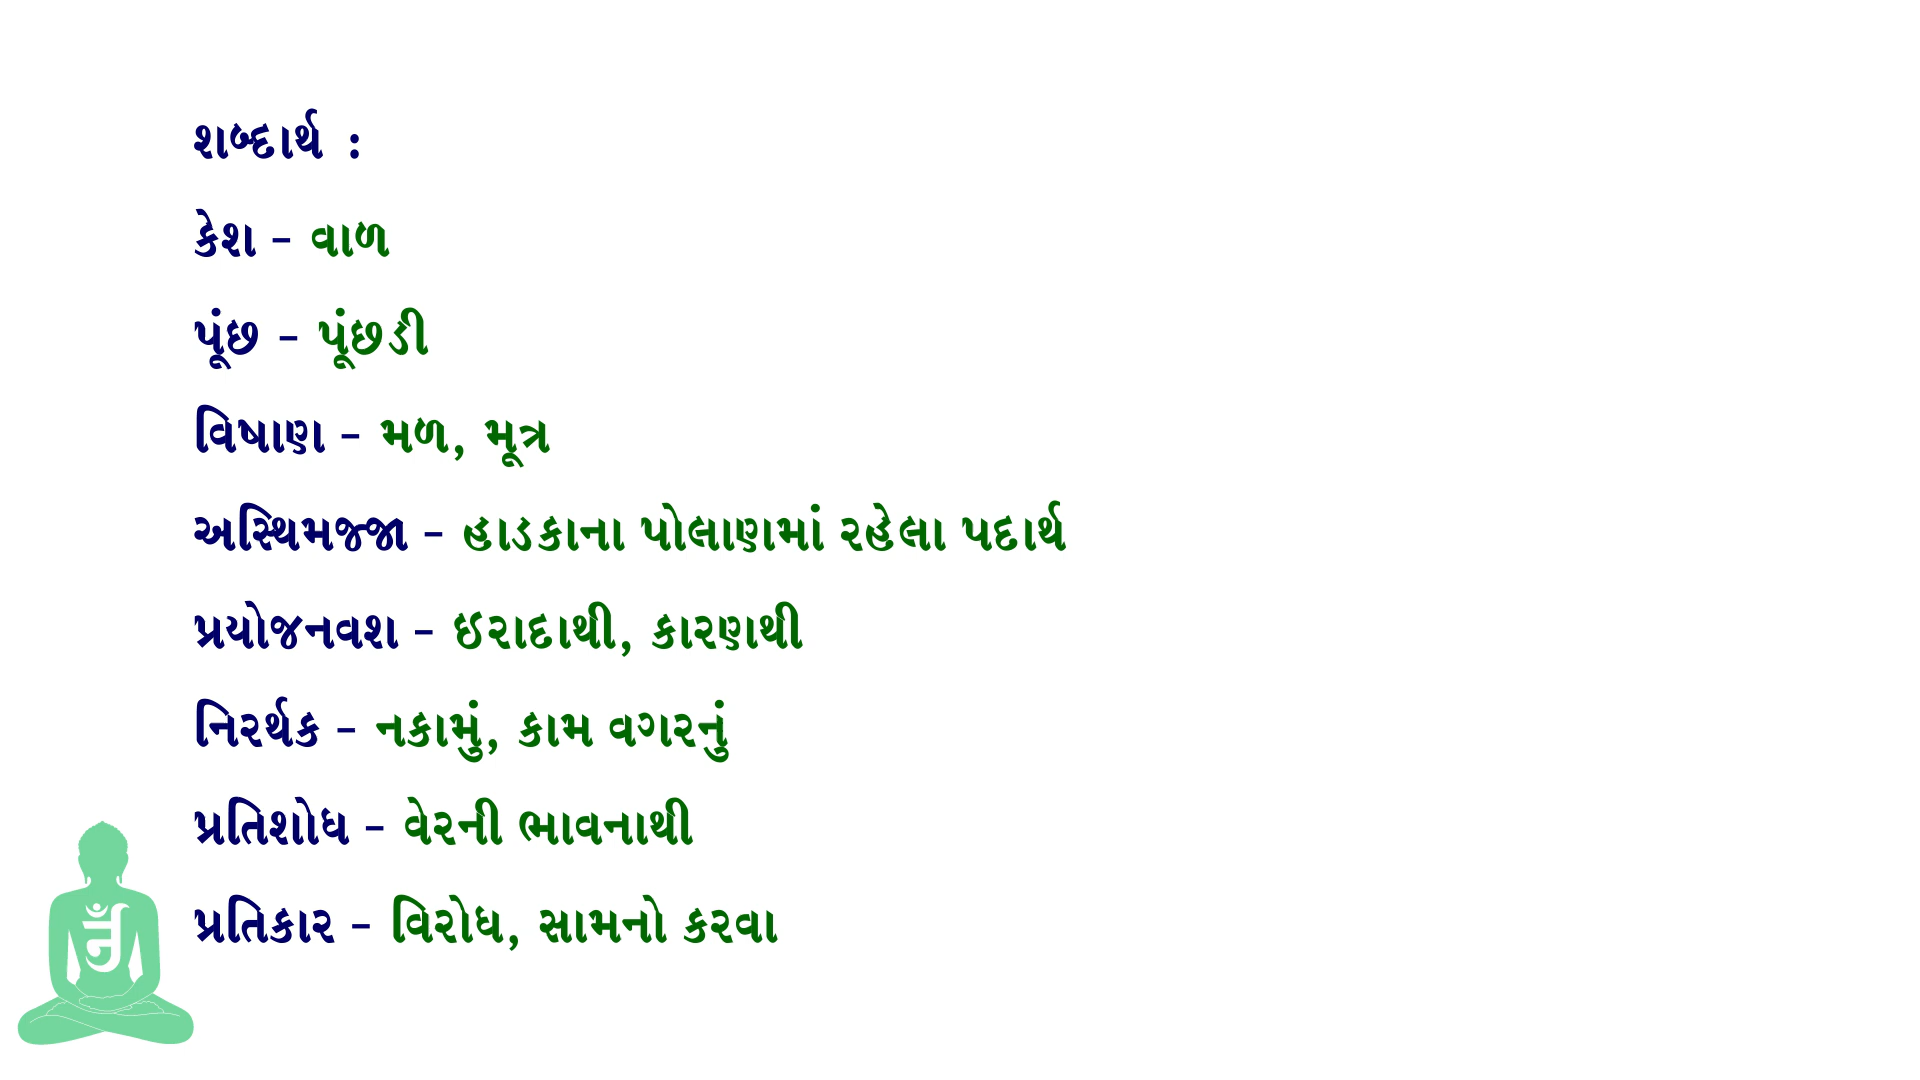 શબ્દાર્થ :
કેશ - વાળ
પૂંછ - પૂંછડી
વિષાણ - મળ, મૂત્ર
અસ્થિમજ્જા - હાડકાના પોલાણમાં રહેલા પદાર્થ
પ્રયોજનવશ - ઇરાદાથી, કારણથી
નિરર્થક - નકામું, કામ વગરનું
પ્રતિશોધ - વેરની ભાવનાથી
પ્રતિકાર - વિરોધ, સામનો કરવા